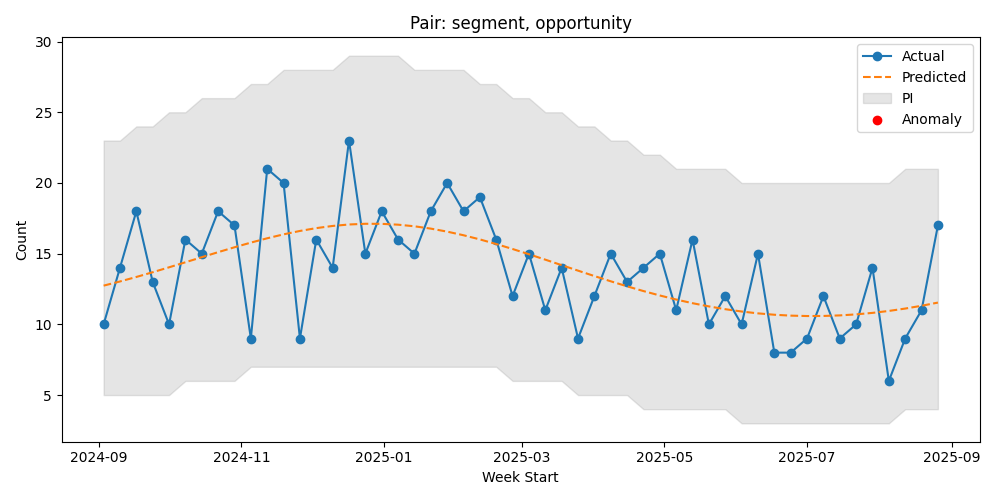 Pair: segment, opportunity
30
25
20
15
10
5
Count
Actual
Predicted
PI
Anomaly
2024-09
2024-11
2025-01
2025-03
2025-05
2025-07
2025-09
Week Start